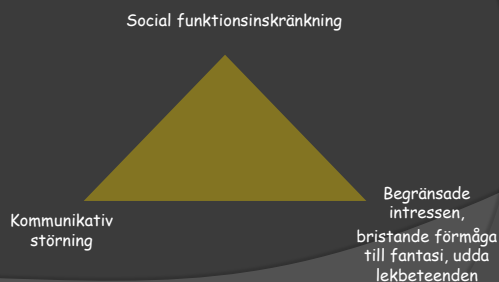 Social funktionsinskränkning
Kommunikativ
störning
Begränsade
intressen,
bristande förmåga
till fantasi, udda
lekbeteenden